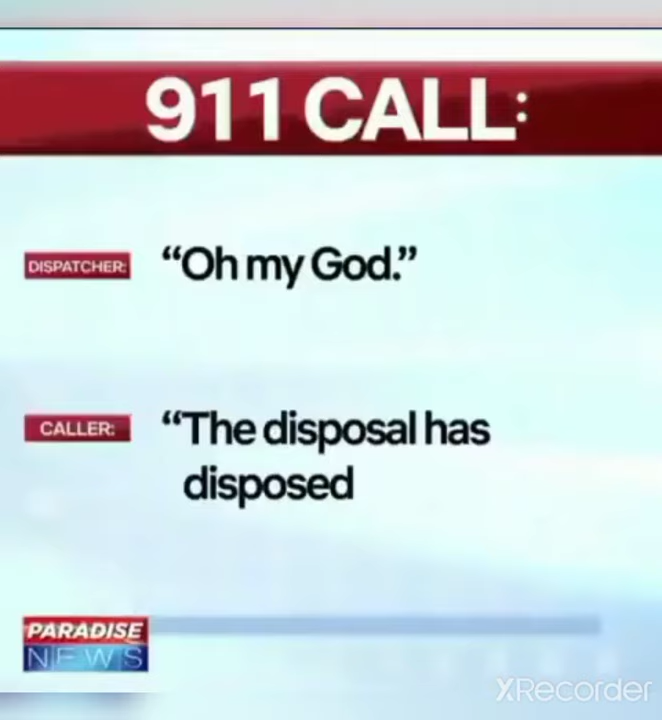 911 CALL:
DISPATCHER: “Oh my God.”
CALLER: “The disposal has
disposed
PARADISE
NEWS
XRecorder